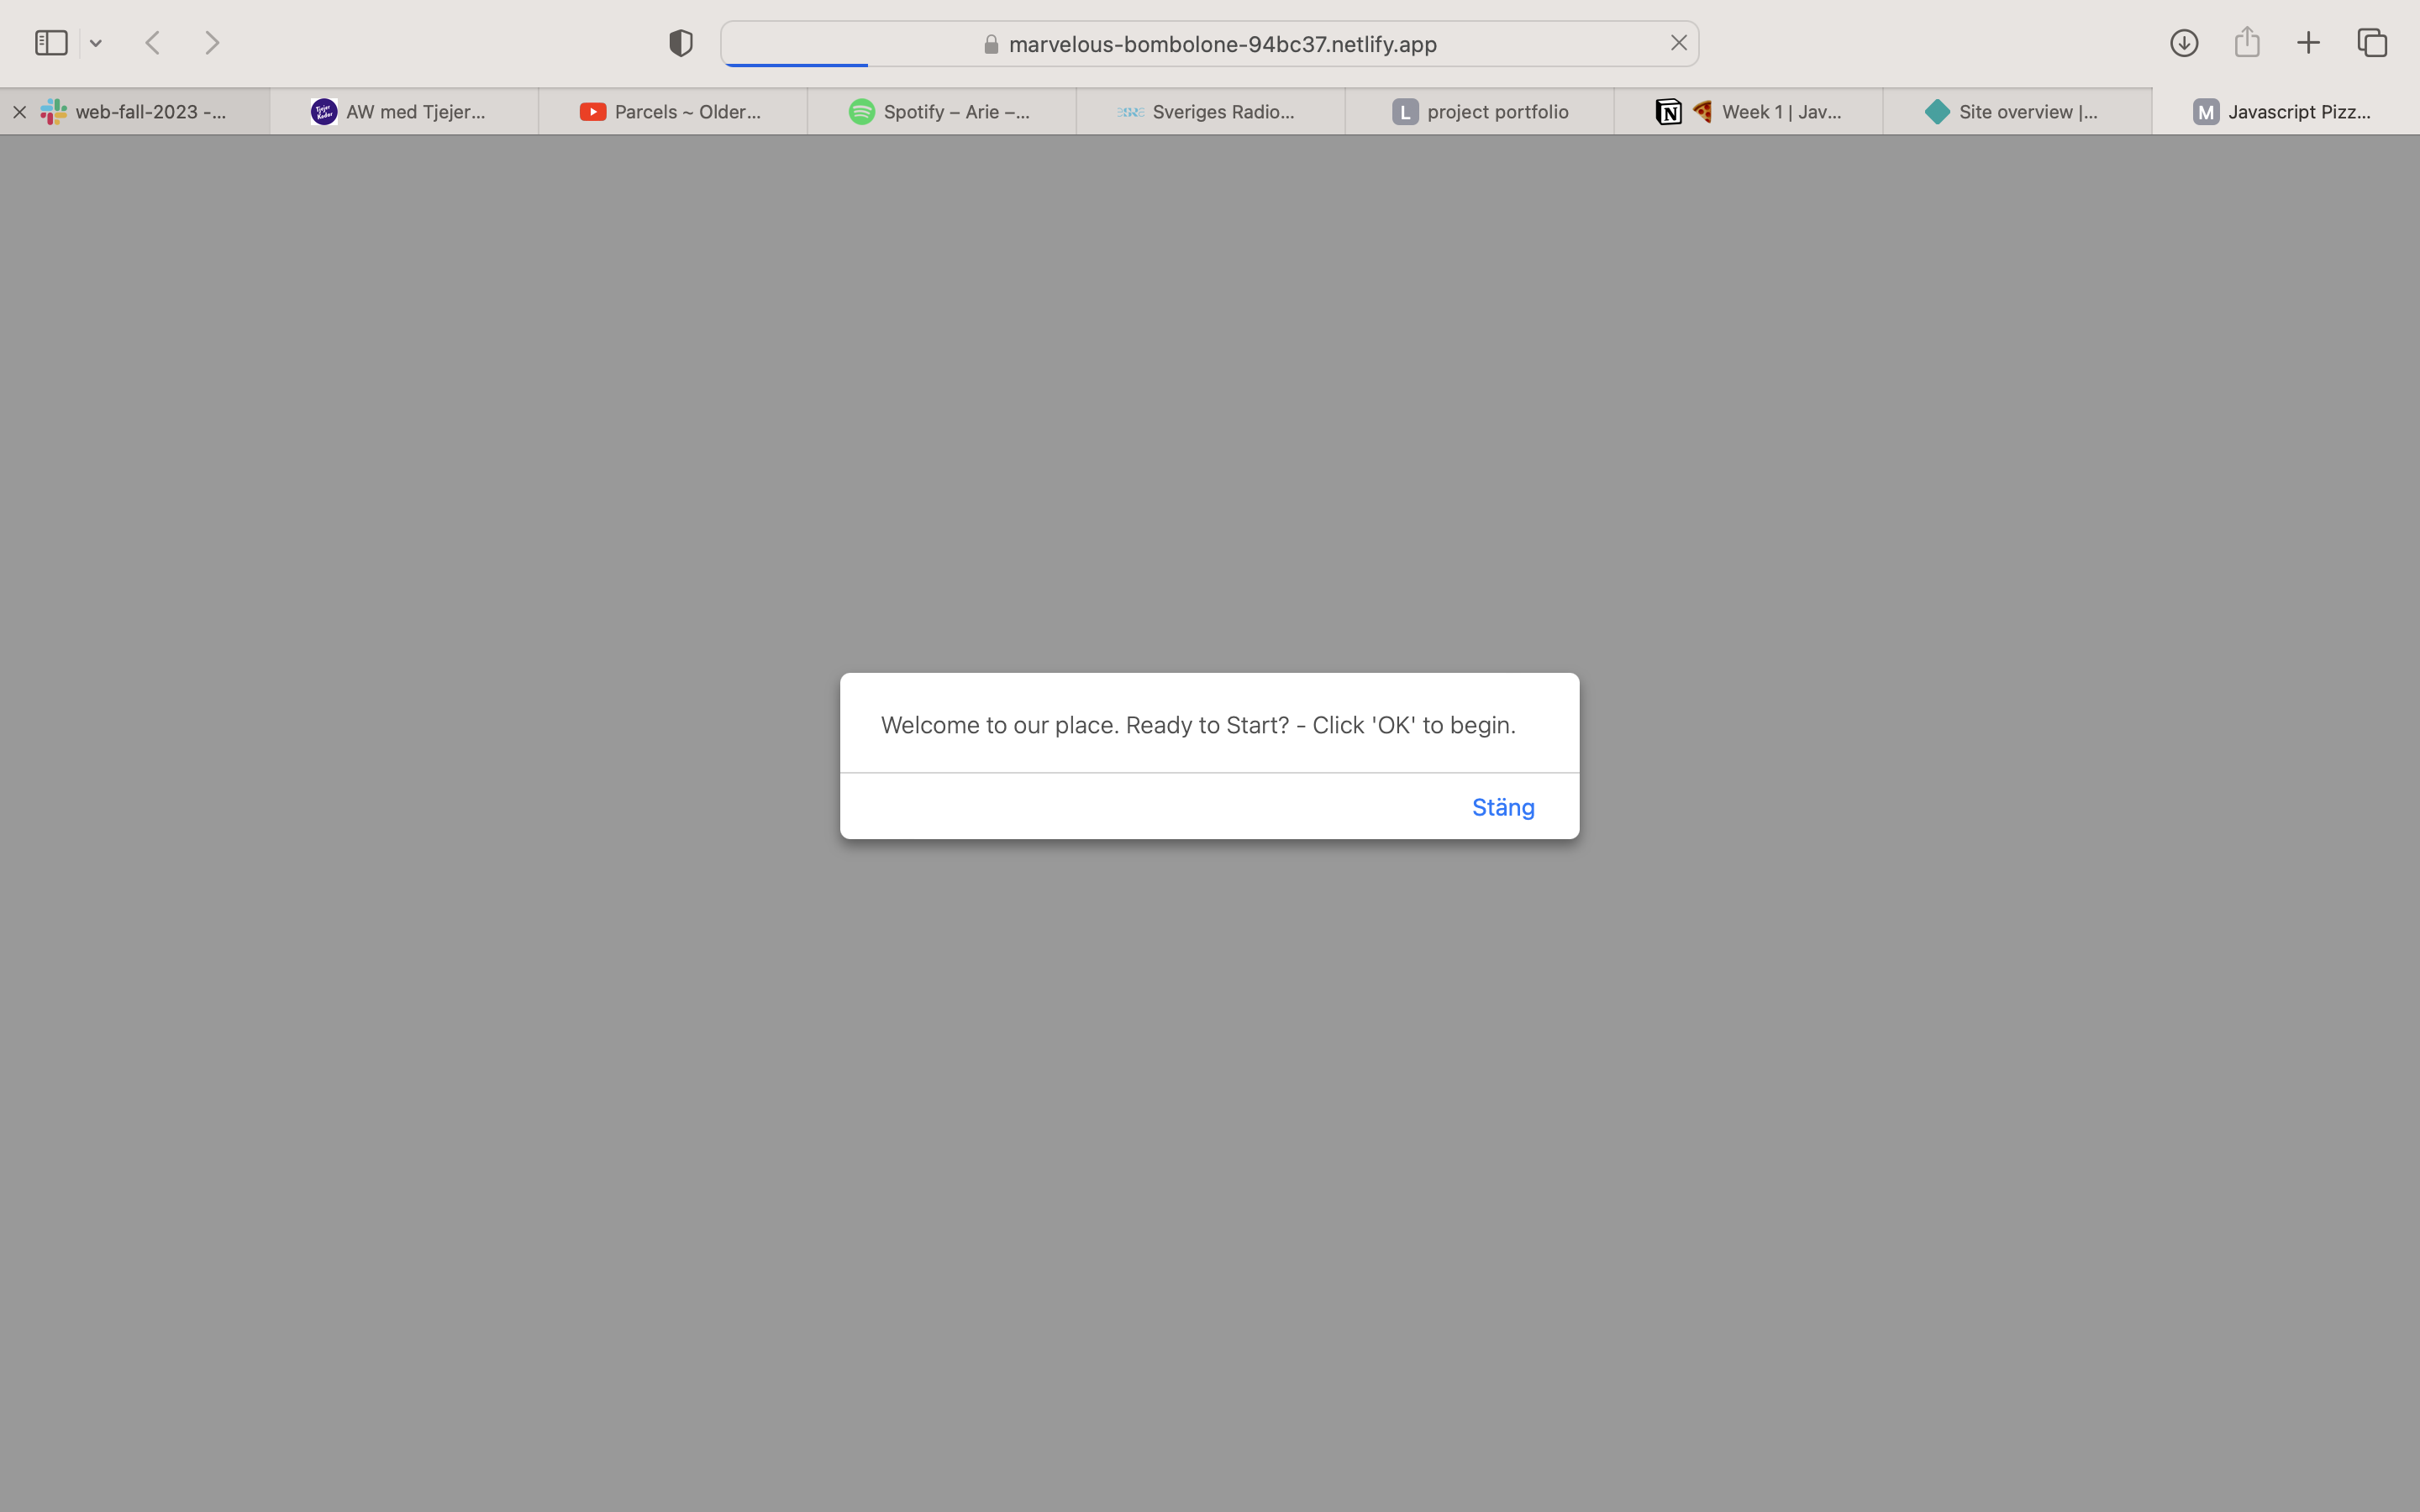 marvelous-bombolone-94bc37.netlify.app
web-fall-2023 -...
AW med Tjejer...
Parcels ~ Older...
Spotify – Arie –...
Sveriges Radio...
L project portfolio
N Week 1 | Jav...
Site overview |...
M Javascript Pizz...
Welcome to our place. Ready to Start? - Click 'OK' to begin.
Stäng